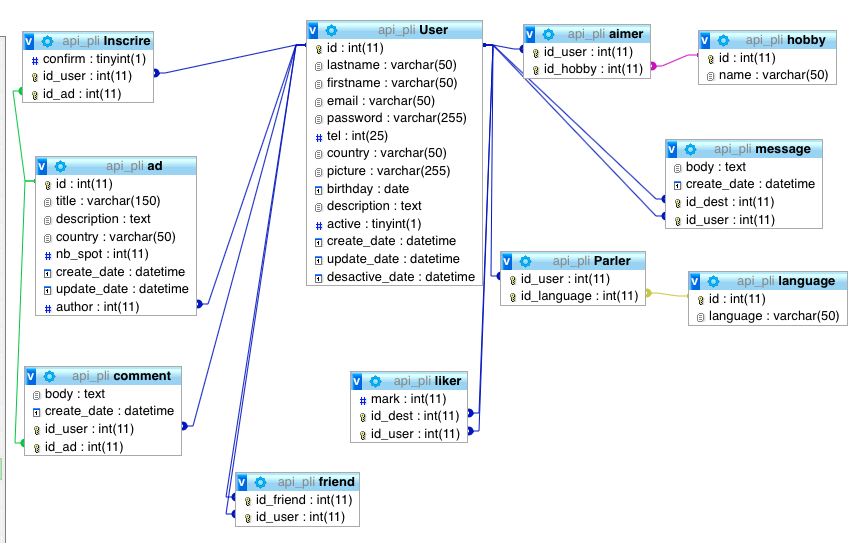 api_pli Inscrire
confirm : tinyint(1)
id_user : int(11)
id_ad : int(11)
api_pli ad
id : int(11)
title : varchar(150)
description : text
country : varchar(50)
nb_spot : int(11)
create_date : datetime
update_date : datetime
author : int(11)
api_pli comment
body : text
create_date : datetime
id_user : int(11)
id_ad : int(11)
api_pli User
id : int(11)
lastname : varchar(50)
firstname : varchar(50)
email : varchar(50)
password : varchar(255)
tel : int(25)
country : varchar(50)
picture : varchar(255)
birthday : date
description : text
active : tinyint(1)
create_date : datetime
update_date : datetime
desactive_date : datetime
api_pli liker
mark : int(11)
id_dest : int(11)
id_user : int(11)
api_pli friend
id_friend : int(11)
id_user : int(11)
api_pli aimer
id_user : int(11)
id_hobby : int(11)
api_pli hobby
id : int(11)
name : varchar(50)
api_pli message
body : text
create_date : datetime
id_dest : int(11)
id_user : int(11)
api_pli Parler
id_user : int(11)
id_language : int(11)
api_pli language
id : int(11)
language : varchar(50)